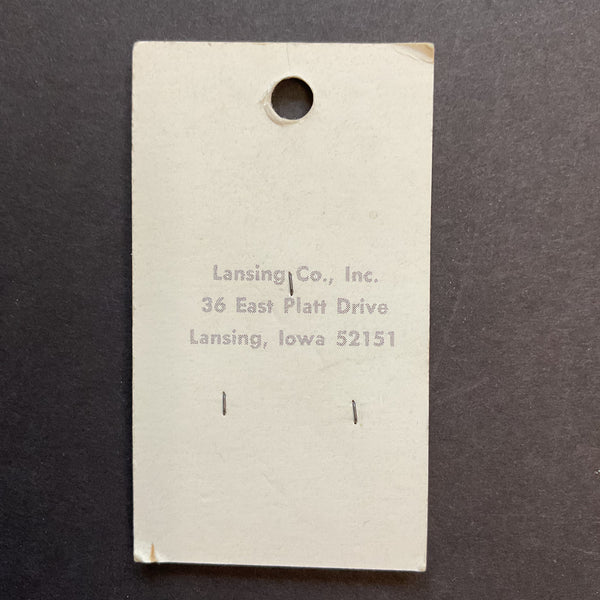 Lansing Co., Inc.
36 East Platt Drive
Lansing, Iowa 52151